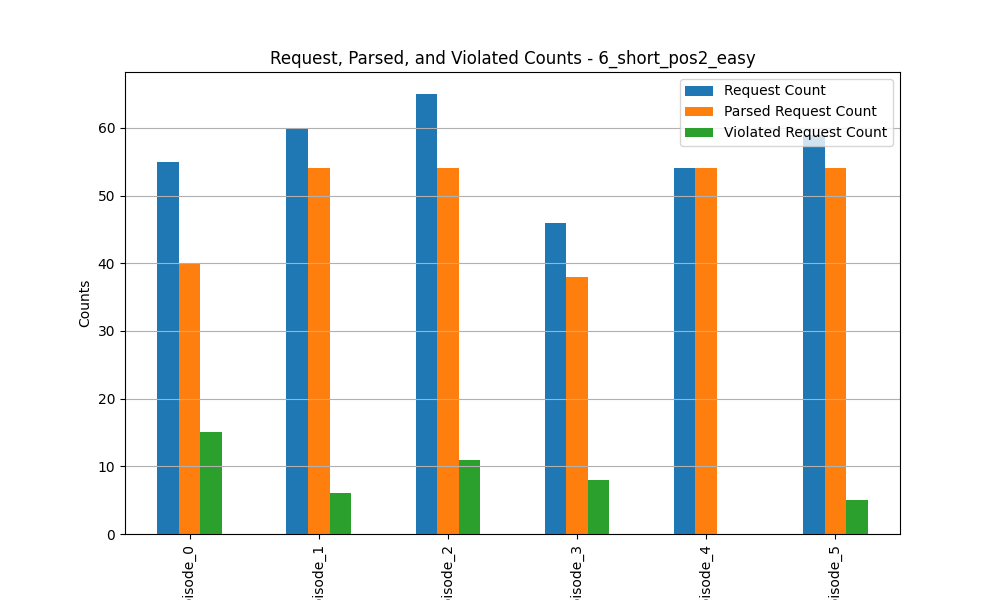 Request, Parsed, and Violated Counts - 6_short_pos2_easy
Request Count
Parsed Request Count
Violated Request Count
Counts
60
50
40
30
20
10
0
isode_0
isode_1
isode_2
isode_3
isode_4
isode_5